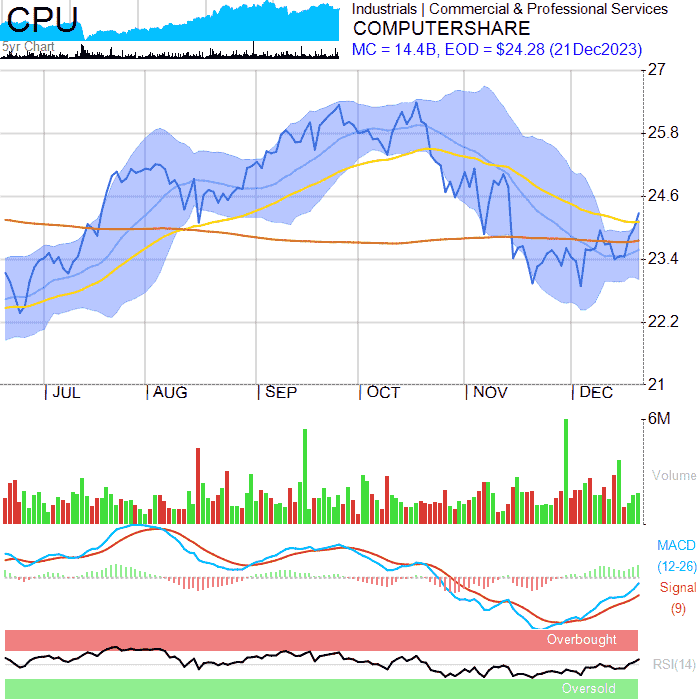 CPU
5yr Chart
Industrials | Commercial & Professional Services
COMPUTERSHARE
MC = 14.4B, EOD = $24.28 (21Dec2023)
27
25.8
24.6
23.4
22.2
21
JUL
AUG
SEP
OCT
NOV
DEC
6M
Volume
MACD
(12-26)
Signal
(9)
Overbought
RSI(14)
Oversold